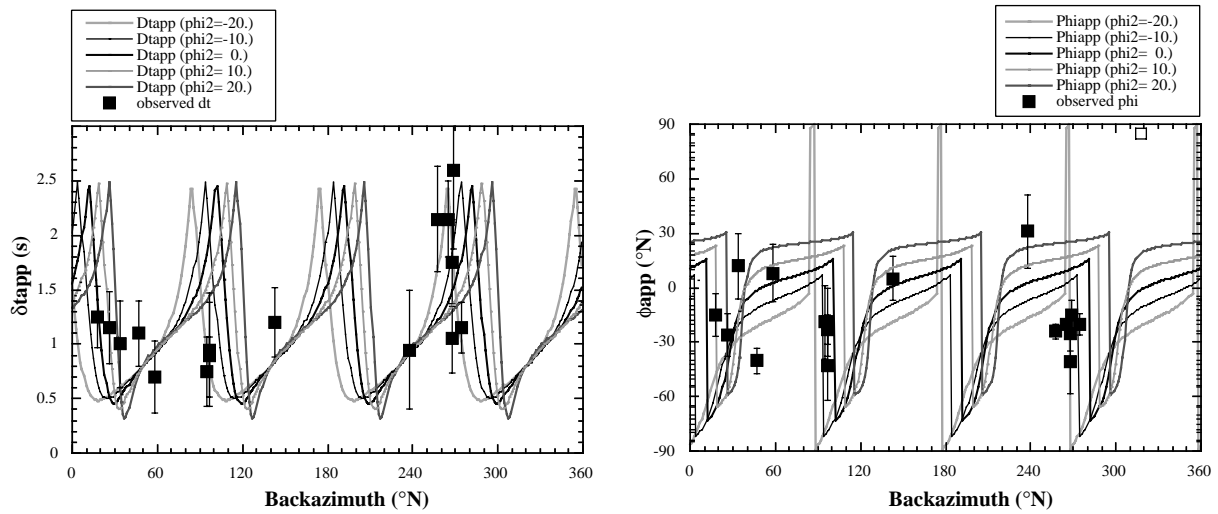 Dtapp (phi2=-20.)
Dtapp (phi2=-10.)
Dtapp (phi2=  0.)
Dtapp (phi2= 10.)
Dtapp (phi2= 20.)
observed dt
δtapp (s)
2.5
2
1.5
1
0.5
0
0
60
120
180
240
300
360
Backazimuth (°N)
Phiapp (phi2=-20.)
Phiapp (phi2=-10.)
Phiapp (phi2=  0.)
Phiapp (phi2= 10.)
Phiapp (phi2= 20.)
observed phi
ϕapp (°N)
90
60
30
0
-30
-60
-90
0
60
120
180
240
300
360
Backazimuth (°N)